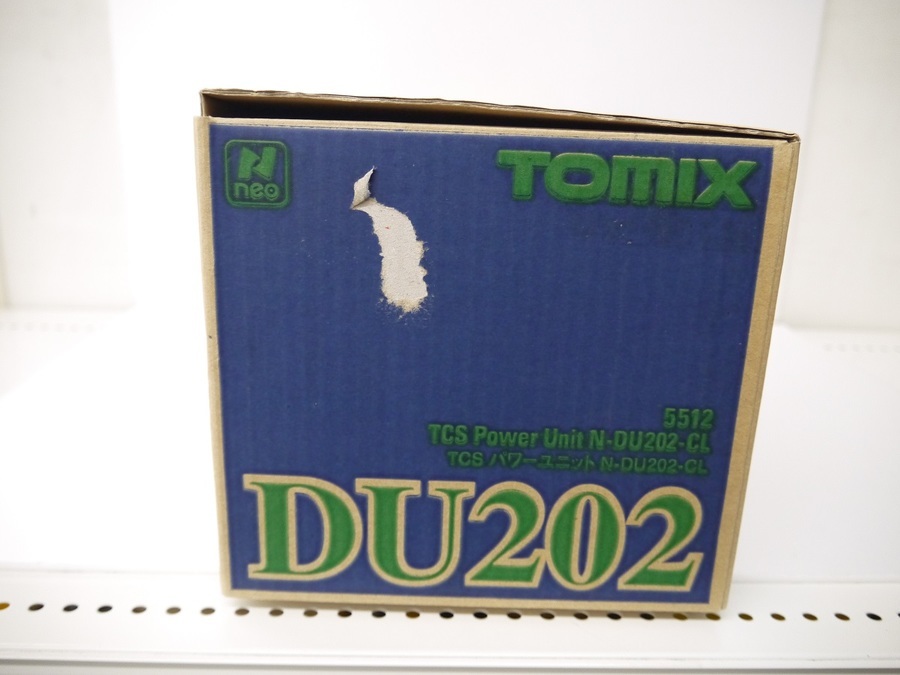 N
neo
TOMIX
5512
TCS Power Unit N-DU202-CL
TCS パワーユニット N-DU202-CL
DU202